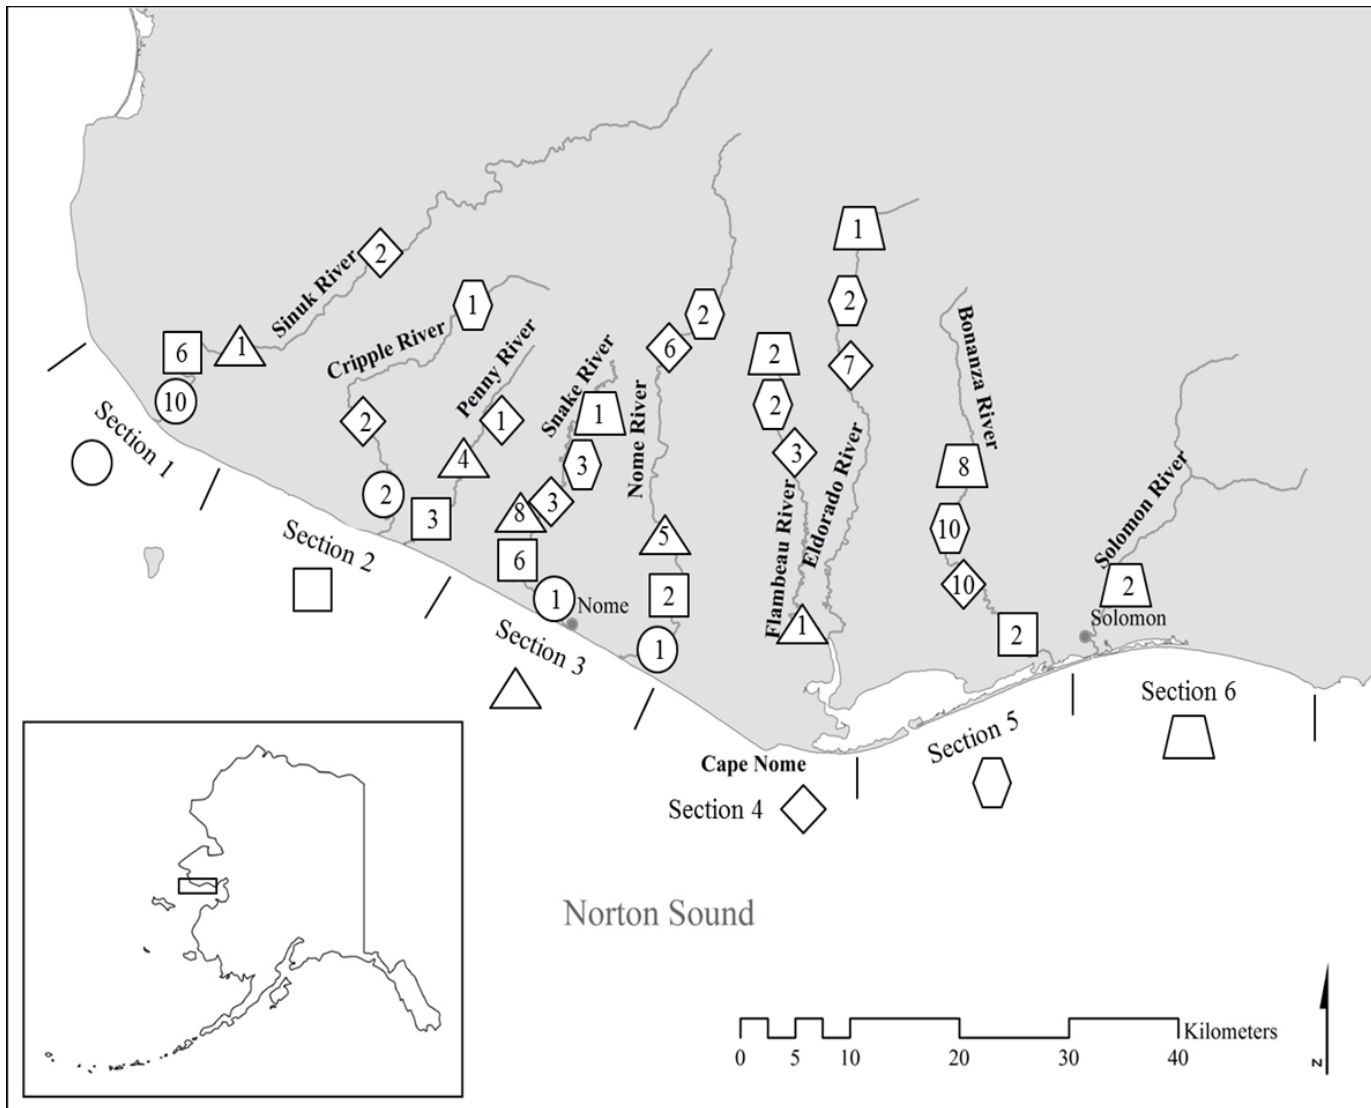 1
2
2
1
2
2
6
1
6
2
7
Sinuk River
Cripple River
Penny River
Snake River
Nome River
Bonanza River
10
2
1
1
2
4
3
8
3
2
3
6
8
3
5
10
10
Flambeau River
Eldorado River
Solomon River
1
Nome
2
1
1
2
2
Solomon
Section 1
Section 2
Section 3
Section 6
Section 5
Cape Nome
Section 4
Norton Sound
Kilometers
0
5
10
20
30
40
N